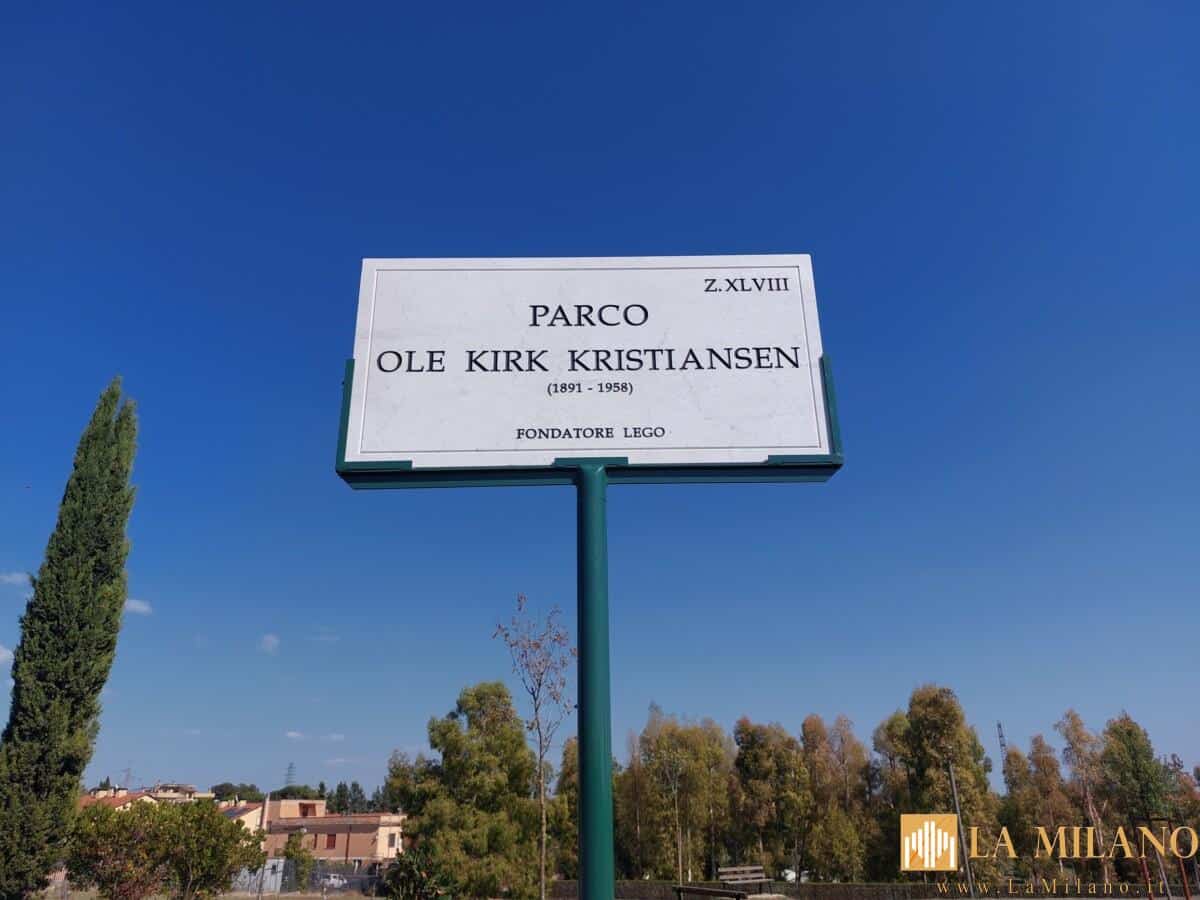 Z.XLVIII
PARCO
OLE KIRK KRISTIANSEN
(1891 - 1958)
FONDATORE LEGO
LA MILANO
www.LaMilano.it